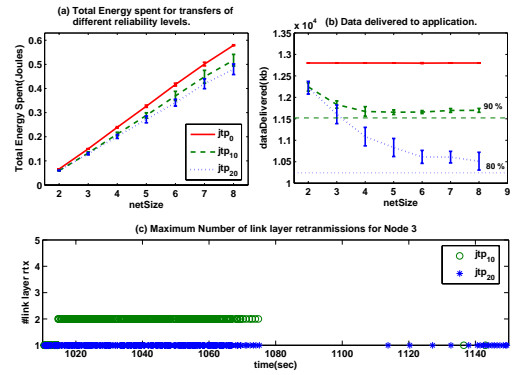 (a) Total Energy spent for transfers of
different reliability levels.
Total Energy Spent(Joules)
0.6
0.5
0.4
0.3
0.2
0.1
0
2 3 4 5 6 7 8
netSize
jtp0
jtp10
jtp20
(b) Data delivered to application.
x 10^4
dataDelivered(kb)
1.35
1.3
1.25
1.2
1.15
1.1
1.05
1
2 3 4 5 6 7 8 9
netSize
90 %
80 %
(c) Maximum Number of link layer retranmissions for Node 3
#link layer rtx
5
4
3
2
1
1020 1040 1060 1080 1100 1120 1140
time(sec)
jtp10
jtp20